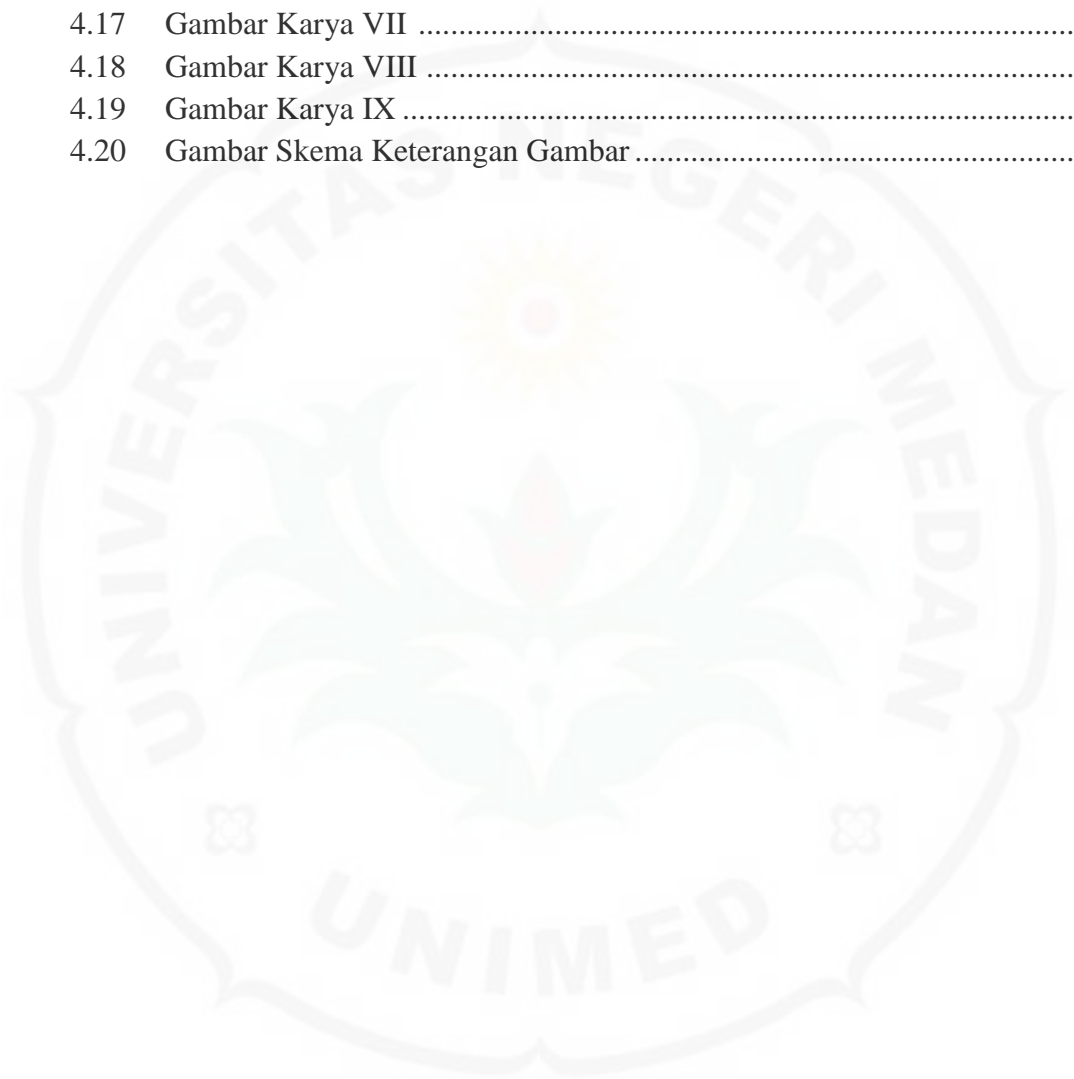 4.17 Gambar Karya VII ................................................................................
4.18 Gambar Karya VIII ...............................................................................
4.19 Gambar Karya IX ..................................................................................
4.20 Gambar Skema Keterangan Gambar ......................................................
UNIVERSITAS NEGERI MEDAN
UNIMED